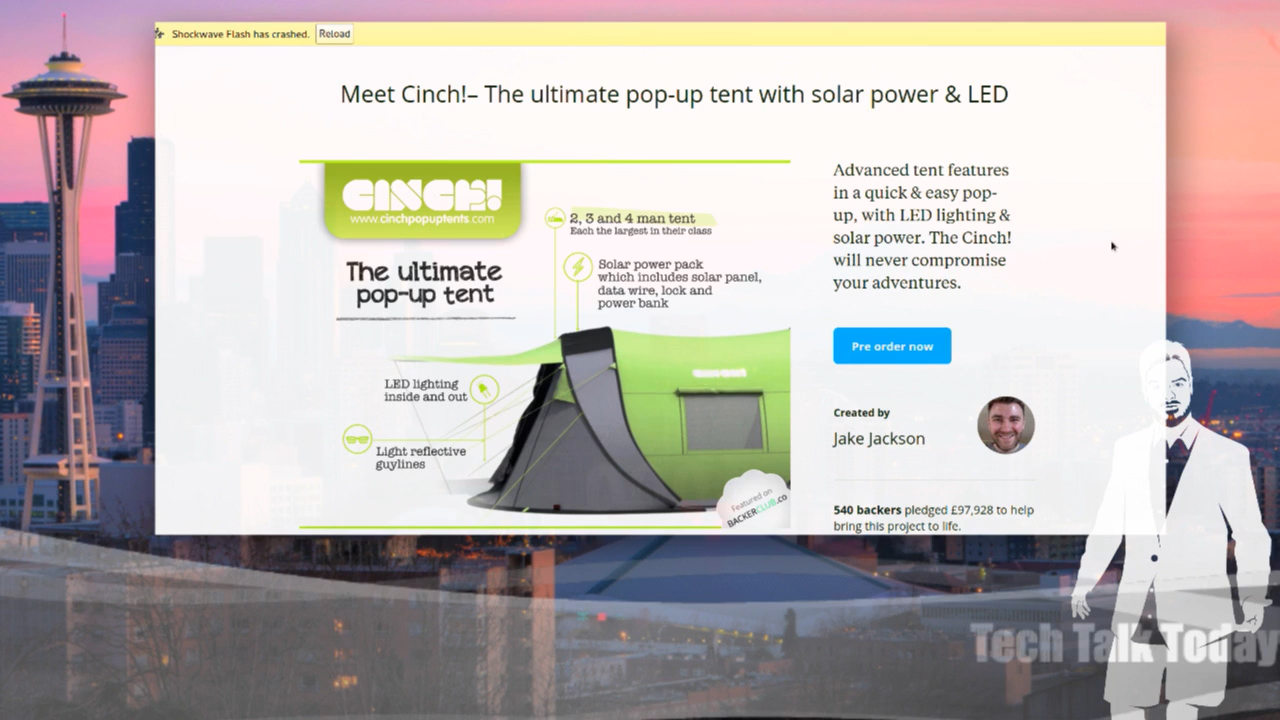 Shockwave Flash has crashed. Reload
Meet Cinch!– The ultimate pop-up tent with solar power & LED
CINCH!
www.cinchpopuptents.com
The ultimate
pop-up tent
2, 3 and 4 man tent
Each the largest in their class
Solar power pack
which includes solar panel,
data wire, lock and
power bank
LED lighting
inside and out
Light reflective
guylines
Featured on
BACKERCLUB.CO
Advanced tent features
in a quick & easy pop-
up, with LED lighting &
solar power. The Cinch!
will never compromise
your adventures.
Pre order now
Created by
Jake Jackson
540 backers pledged £97,928 to help
bring this project to life.
Tech Talk Today